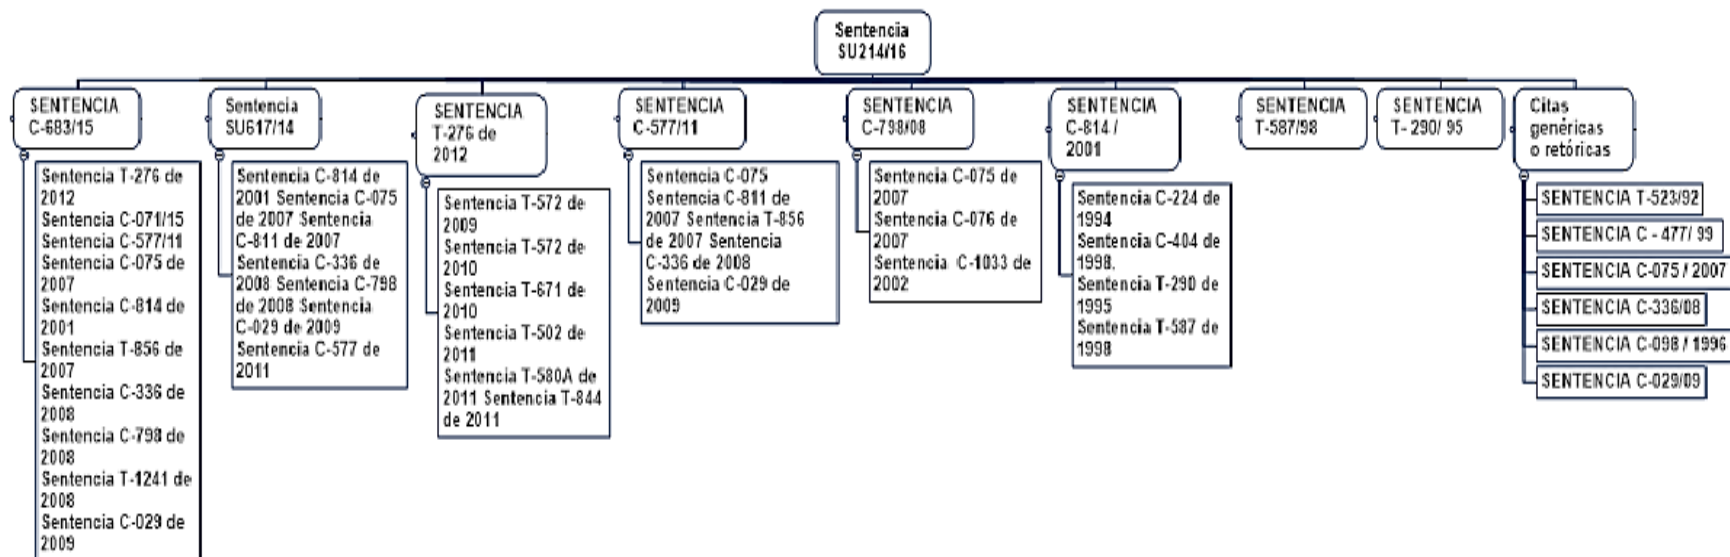 Sentencia
SU214/16
SENTENCIA
C-683/15
Sentencia T-276 de
2012
Sentencia C-071/15
Sentencia C-577/11
Sentencia C-075 de
2007
Sentencia C-814 de
2001
Sentencia T-856 de
2007
Sentencia C-336 de
2008
Sentencia C-798 de
2008
Sentencia T-1241 de
2008
Sentencia C-029 de
2009
Sentencia
SU617/14
Sentencia C-814 de
2001 Sentencia C-075
de 2007 Sentencia
C-811 de 2007
Sentencia C-336 de
2008 Sentencia C-798
de 2008 Sentencia
C-029 de 2009
Sentencia C-577 de
2011
SENTENCIA
T-276 de
2012
Sentencia T-572 de
2009
Sentencia T-572 de
2010
Sentencia T-671 de
2010
Sentencia T-502 de
2011
Sentencia T-580A de
2011 Sentencia T-844
de 2011
SENTENCIA
C-577/11
Sentencia C-075
Sentencia C-811 de
2007 Sentencia T-856
de 2007 Sentencia
C-336 de 2008
Sentencia C-029 de
2009
SENTENCIA
C-798/08
Sentencia C-075 de
2007
Sentencia C-076 de
2007
Sentencia C-1033 de
2002
SENTENCIA
C-814 /
2001
Sentencia C-224 de
1994
Sentencia C-404 de
1998.
Sentencia T-290 de
1995
Sentencia T-587 de
1998
SENTENCIA
T-587/98
SENTENCIA
T- 290/ 95
Citas
genéricas
o retóricas
SENTENCIA T-523/92
SENTENCIA C - 477/ 99
SENTENCIA C-075 / 2007
SENTENCIA C-336/08
SENTENCIA C-098 / 1996
SENTENCIA C-029/09